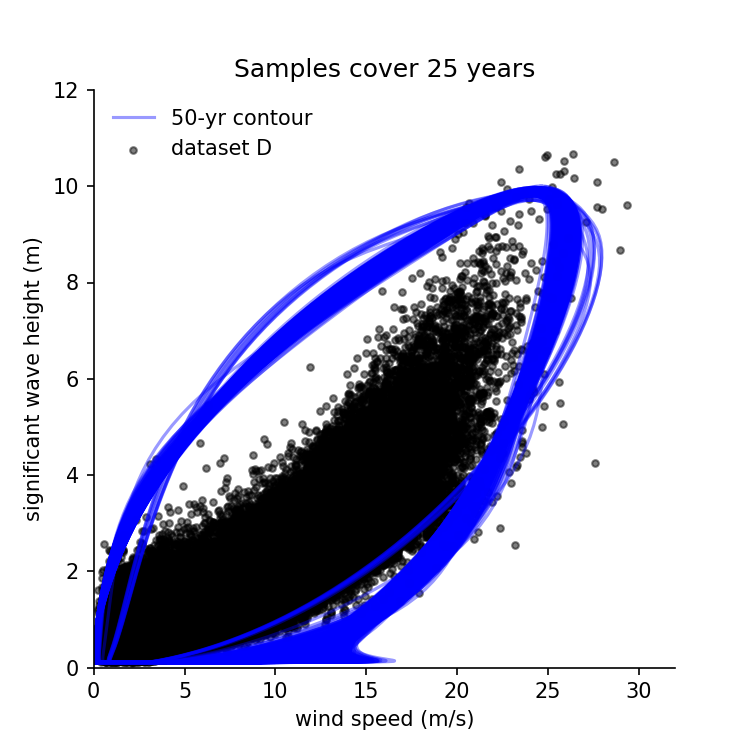 Samples cover 25 years
50-yr contour
dataset D
12
10
8
6
4
2
0
significant wave height (m)
0 5 10 15 20 25 30
wind speed (m/s)